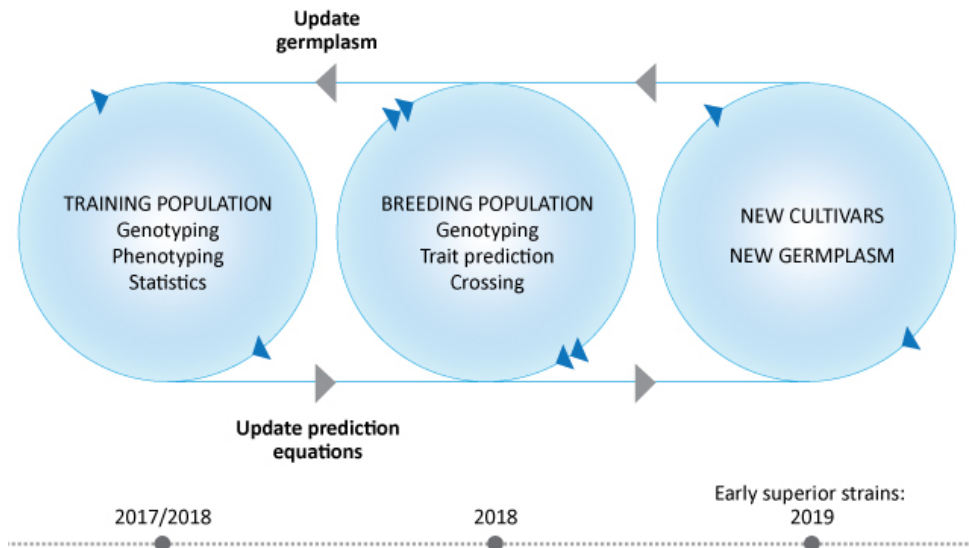 Update
germplasm
TRAINING POPULATION
Genotyping
Phenotyping
Statistics
BREEDING POPULATION
Genotyping
Trait prediction
Crossing
NEW CULTIVARS
NEW GERMPLASM
Update prediction
equations
2017/2018
2018
Early superior strains:
2019